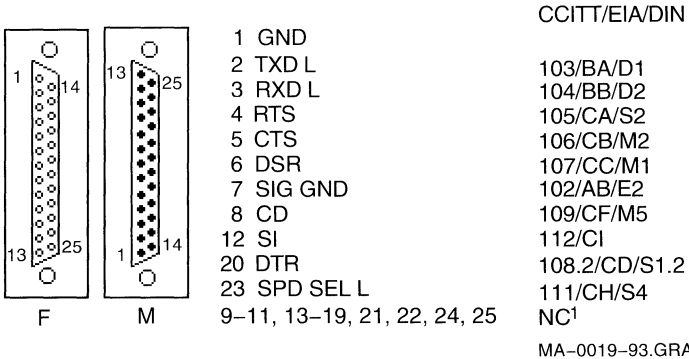 CCITT/EIA/DIN
1 GND
2 TXD L 103/BA/D1
3 RXD L 104/BB/D2
4 RTS 105/CA/S2
5 CTS 106/CB/M2
6 DSR 107/CC/M1
7 SIG GND 102/AB/E2
8 CD 109/CF/M5
12 SI 112/CI
20 DTR 108.2/CD/S1.2
23 SPD SEL L 111/CH/S4
9–11, 13–19, 21, 22, 24, 25 NC¹
1 14
13 25
F
13 25
1 14
M
MA–0019–93.GRA